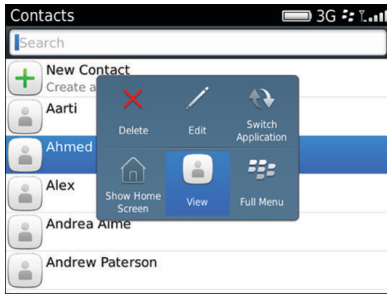 Contacts
3G
Search
New Contact
Create a
Aarti
Delete
Edit
Switch
Application
Ahmed
Alex
Show Home
Screen
View
Full Menu
Andrea Aime
Andrew Paterson